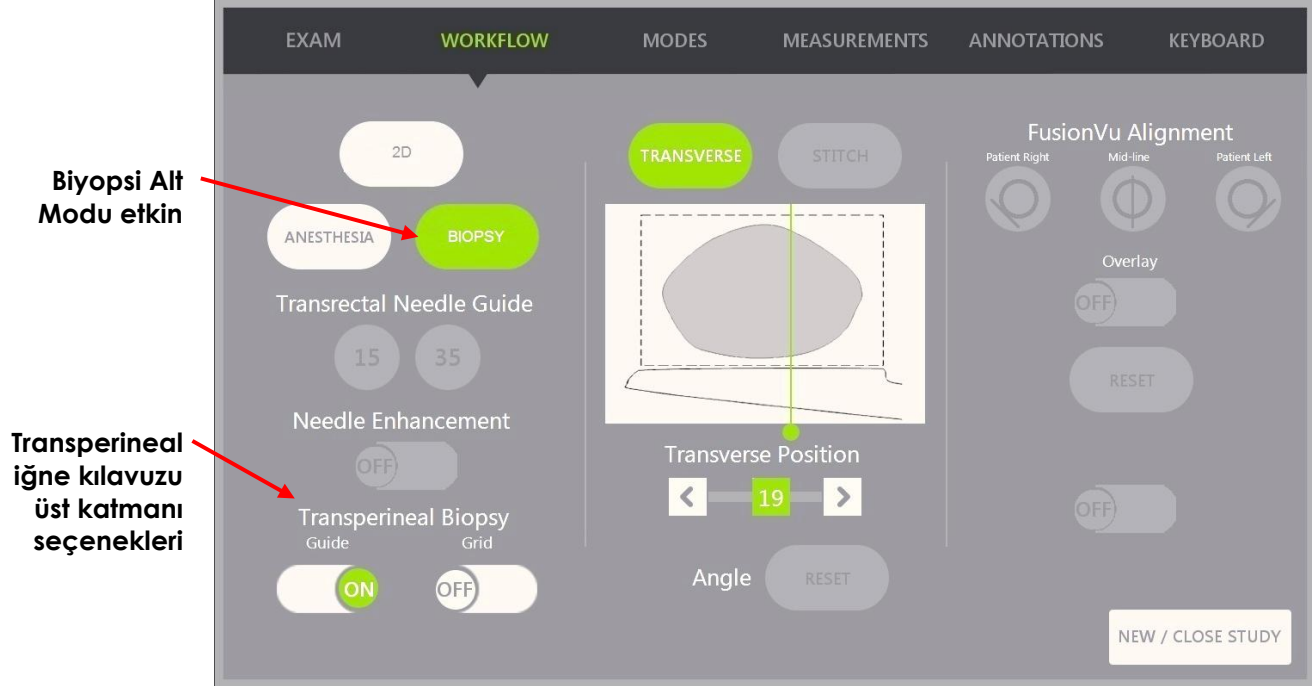 EXAM WORKFLOW MODES MEASUREMENTS ANNOTATIONS KEYBOARD
Biyopsi Alt
Modu etkin
Transperineal
iğne kılavuzu
üst katmanı
seçenekleri
2D
ANESTHESIA BIOPSY
Transrectal Needle Guide
15 35
Needle Enhancement
OFF
Transperineal Biopsy
Guide Grid
ON OFF
TRANSVERSE STITCH
Transverse Position
< 19 >
Angle RESET
FusionVu Alignment
Patient Right Mid-line Patient Left
Overlay
OFF
RESET
OFF
NEW / CLOSE STUDY